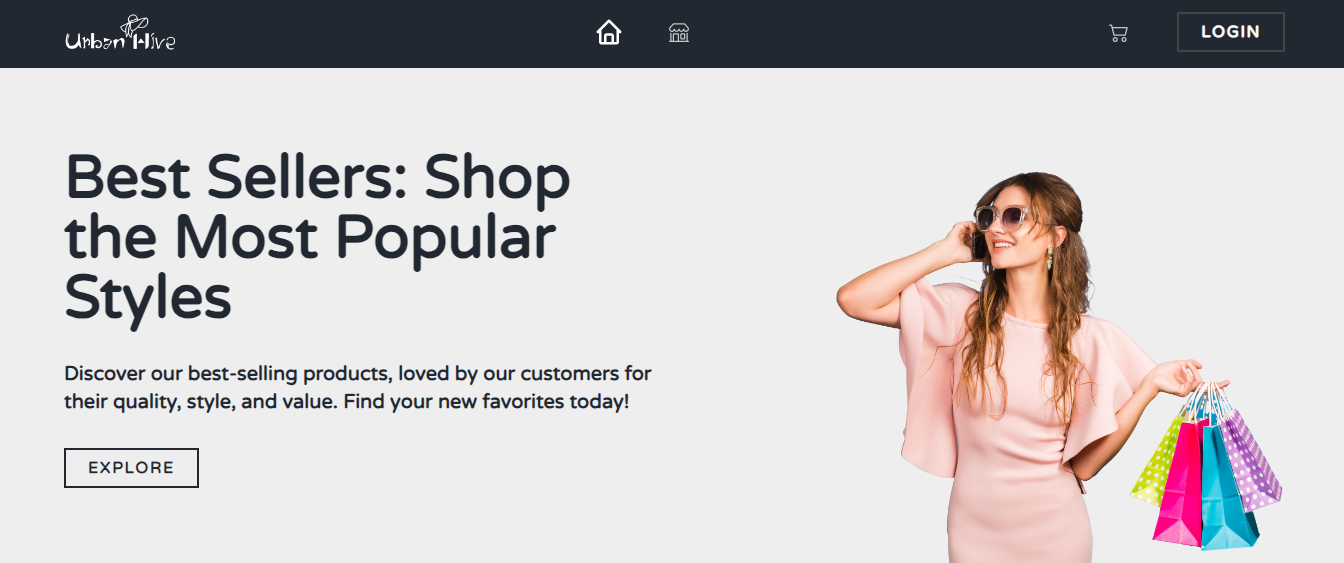 Urban Hive
LOGIN
Best Sellers: Shop
the Most Popular
Styles
Discover our best-selling products, loved by our customers for
their quality, style, and value. Find your new favorites today!
EXPLORE